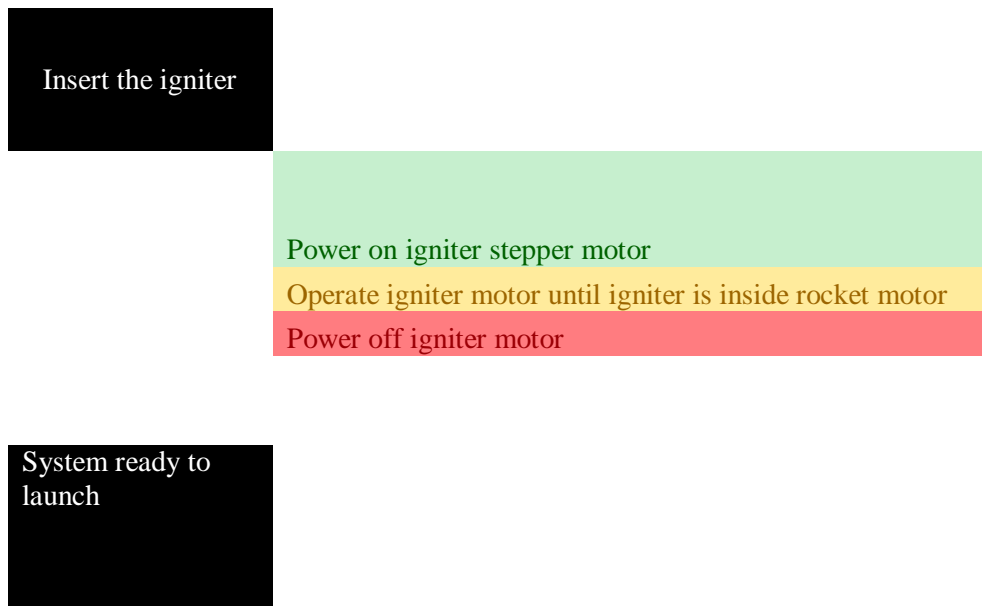 Insert the igniter
Power on igniter stepper motor
Operate igniter motor until igniter is inside rocket motor
Power off igniter motor
System ready to
launch